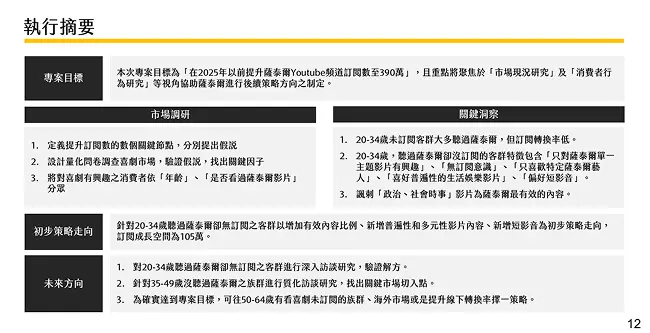 執行摘要
專案目標
本次專案目標為「在2025年以前提升薩泰爾Youtube頻道訂閱數至390萬」，且重點將聚焦於「市場現況研究」及「消費者行
為研究」等視角協助薩泰爾進行後續策略方向之制定。
市場調研
1. 定義提升訂閱數的數個關鍵節點，分別提出假說
2. 設計量化問卷調查喜劇市場，驗證假說，找出關鍵因子
3. 將對喜劇有興趣之消費者依「年齡」、「是否看過薩泰爾影片」
分眾
關鍵洞察
1. 20-34歲未訂閱客群大多聽過薩泰爾，但訂閱轉換率低。
2. 20-34歲，聽過薩泰爾卻沒訂閱的客群特徵包含「只對薩泰爾單一
主題影片有興趣」、「無訂閱意識」、「只喜歡特定薩泰爾藝
人」、「喜好普遍性的生活娛樂影片」、「偏好短影音」。
3. 諷刺「政治、社會時事」影片為薩泰爾最有效的內容。
初步策略走向
針對20-34歲聽過薩泰爾卻無訂閱之客群以增加有效內容比例、新增普遍性和多元性影片內容、新增短影音為初步策略走向，
訂閱成長空間為105萬。
未來方向
1. 對20-34歲聽過薩泰爾卻無訂閱之客群進行深入訪談研究，驗證解方。
2. 針對35-49歲沒聽過薩泰爾之族群進行質化訪談研究，找出關鍵市場切入點。
3. 為確實達到專案目標，可往50-64歲有看喜劇未訂閱的族群、海外市場或是提升線下轉換率擇一策略。
12